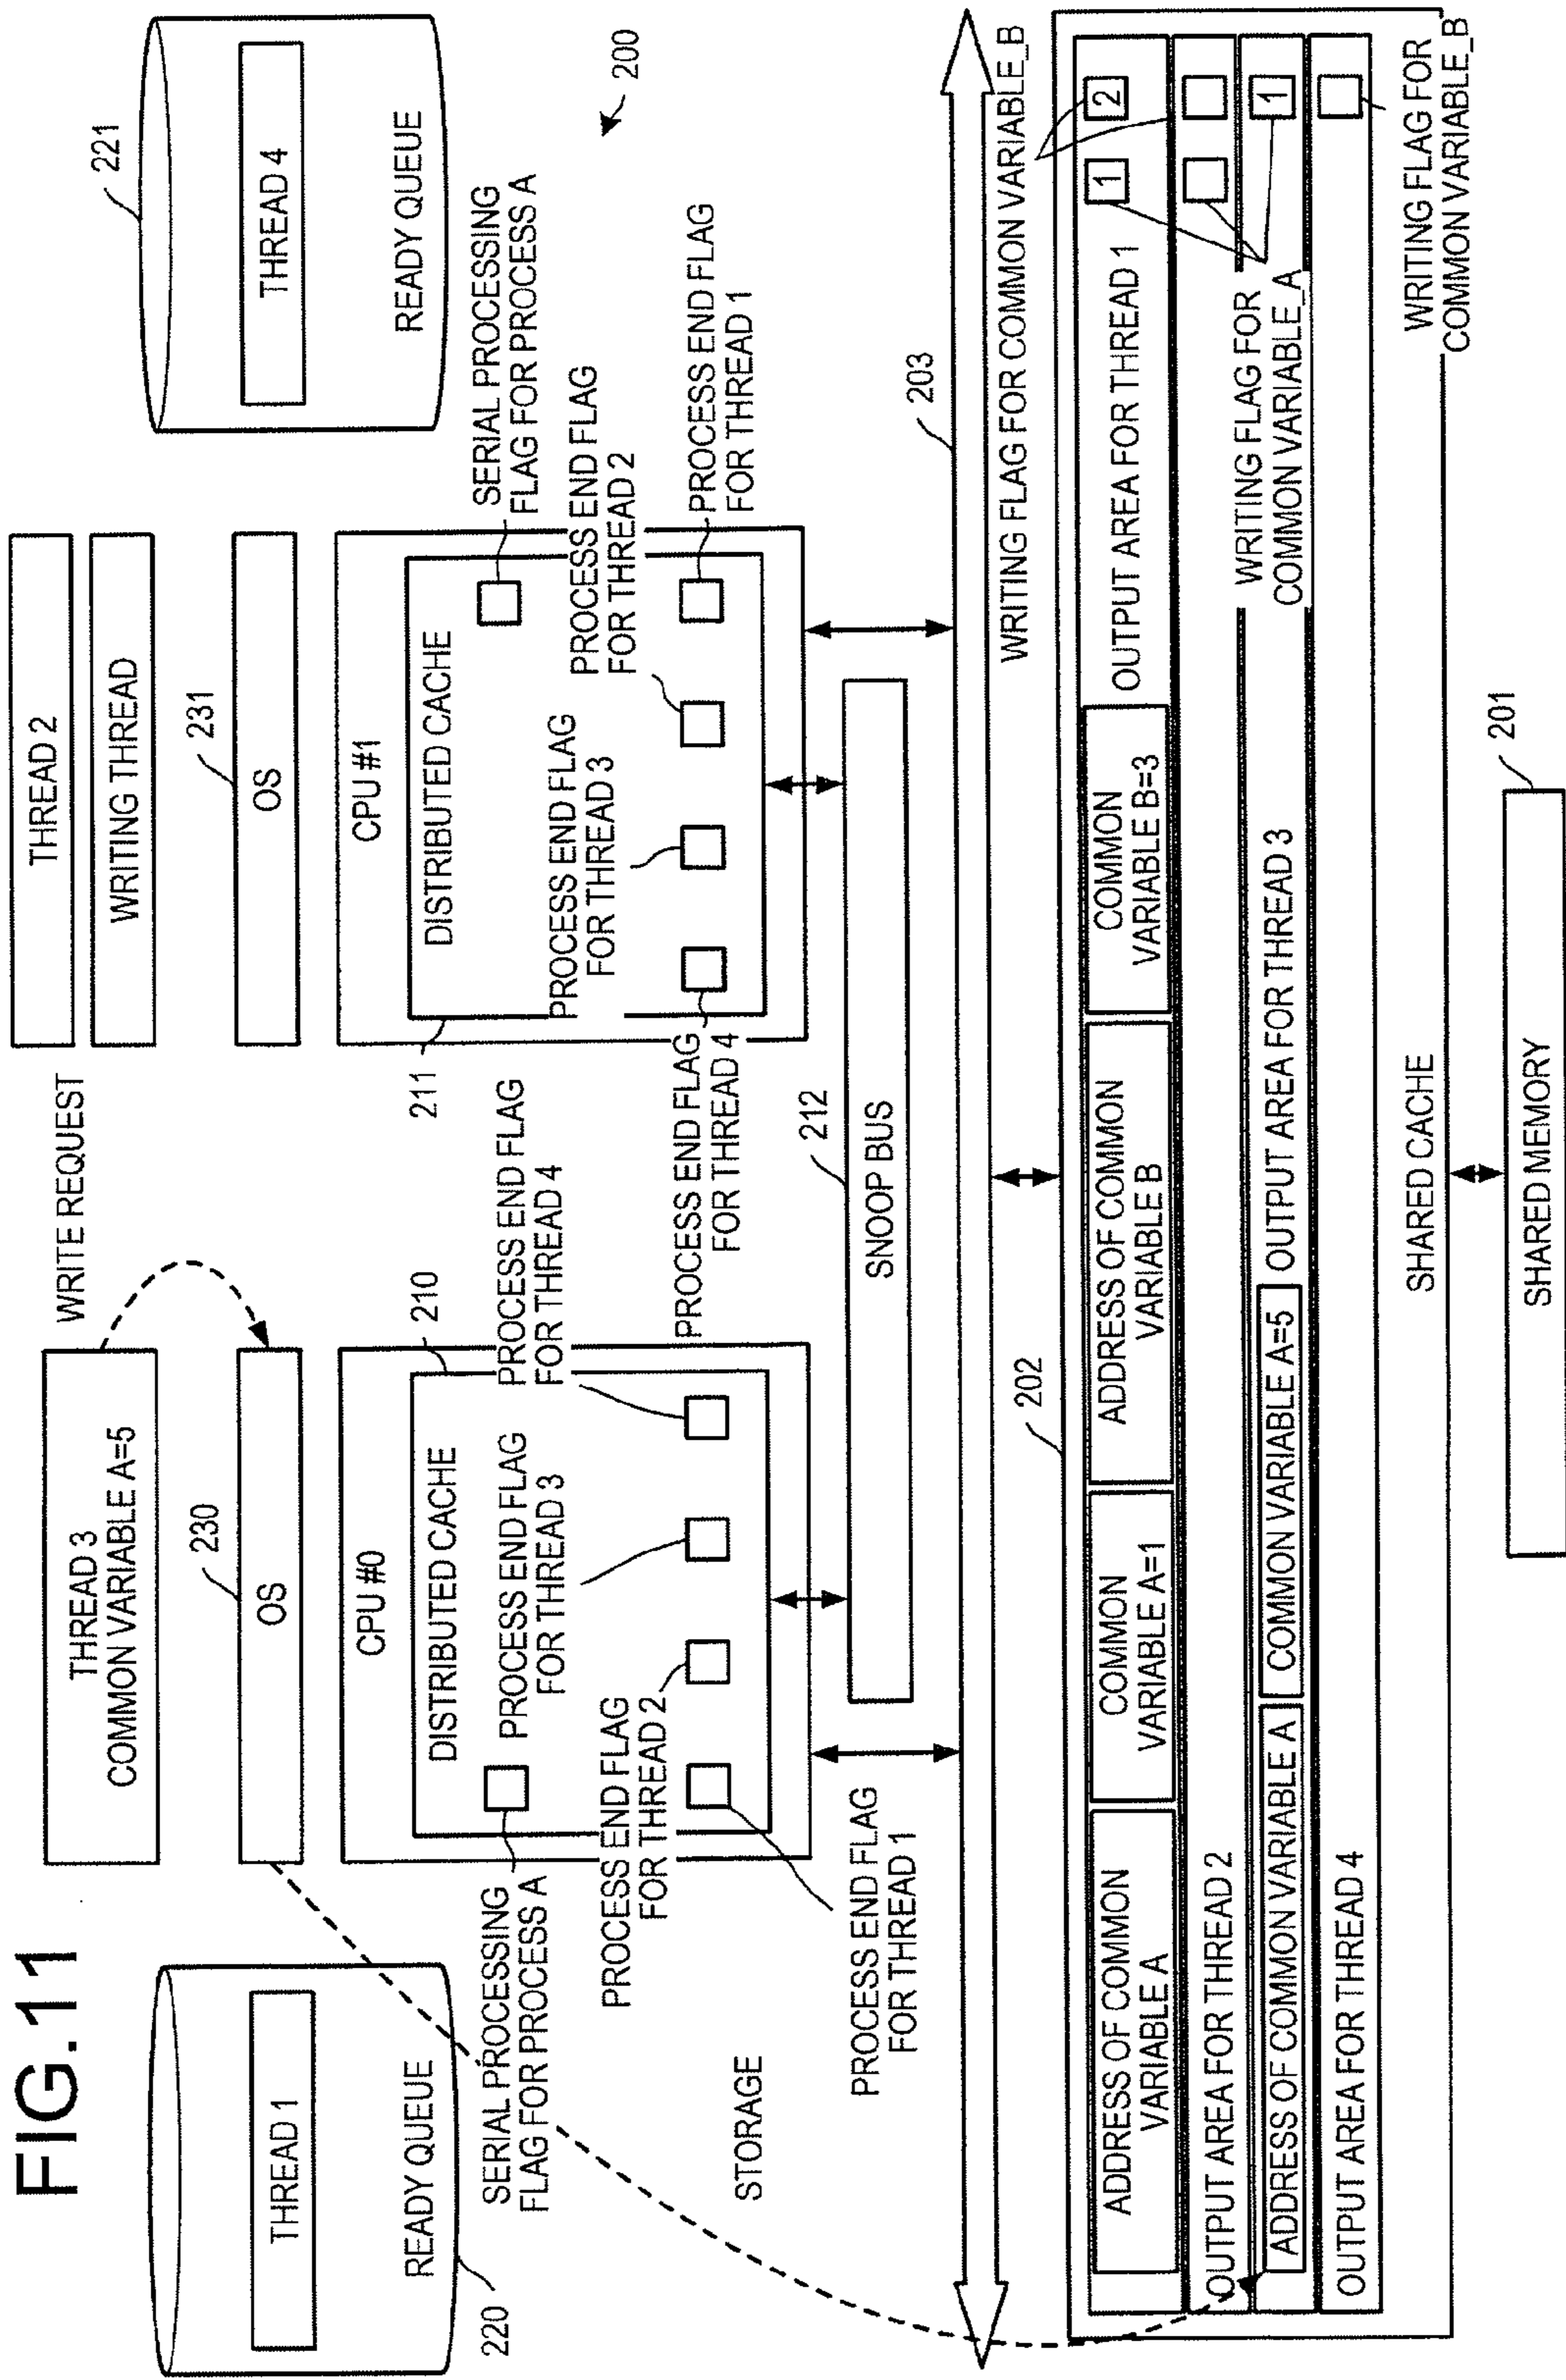 FIG.11
THREAD 3
COMMON VARIABLE A=5
WRITE REQUEST
THREAD 2
WRITING THREAD
221
THREAD 4
READY QUEUE
THREAD 1
READY QUEUE
220
230
OS
231
OS
200
CPU #0
DISTRIBUTED CACHE
210
SERIAL PROCESSING
FLAG FOR PROCESS A
PROCESS END FLAG
FOR THREAD 3
PROCESS END FLAG
FOR THREAD 4
PROCESS END FLAG
FOR THREAD 2
PROCESS END FLAG
FOR THREAD 1
CPU #1
DISTRIBUTED CACHE
211
SERIAL PROCESSING
FLAG FOR PROCESS A
PROCESS END FLAG
FOR THREAD 3
PROCESS END FLAG
FOR THREAD 2
PROCESS END FLAG
FOR THREAD 1
PROCESS END FLAG
FOR THREAD 4
STORAGE
212
SNOOP BUS
203
202
WRITING FLAG FOR COMMON VARIABLE_B
ADDRESS OF COMMON
VARIABLE A
COMMON
VARIABLE A=1
ADDRESS OF COMMON
VARIABLE B
COMMON
VARIABLE B=3
OUTPUT AREA FOR THREAD 1
1
2
OUTPUT AREA FOR THREAD 2
WRITING FLAG FOR
COMMON VARIABLE_A
ADDRESS OF COMMON VARIABLE A
COMMON VARIABLE A=5
OUTPUT AREA FOR THREAD 3
1
OUTPUT AREA FOR THREAD 4
SHARED CACHE
WRITING FLAG FOR
COMMON VARIABLE_B
201
SHARED MEMORY